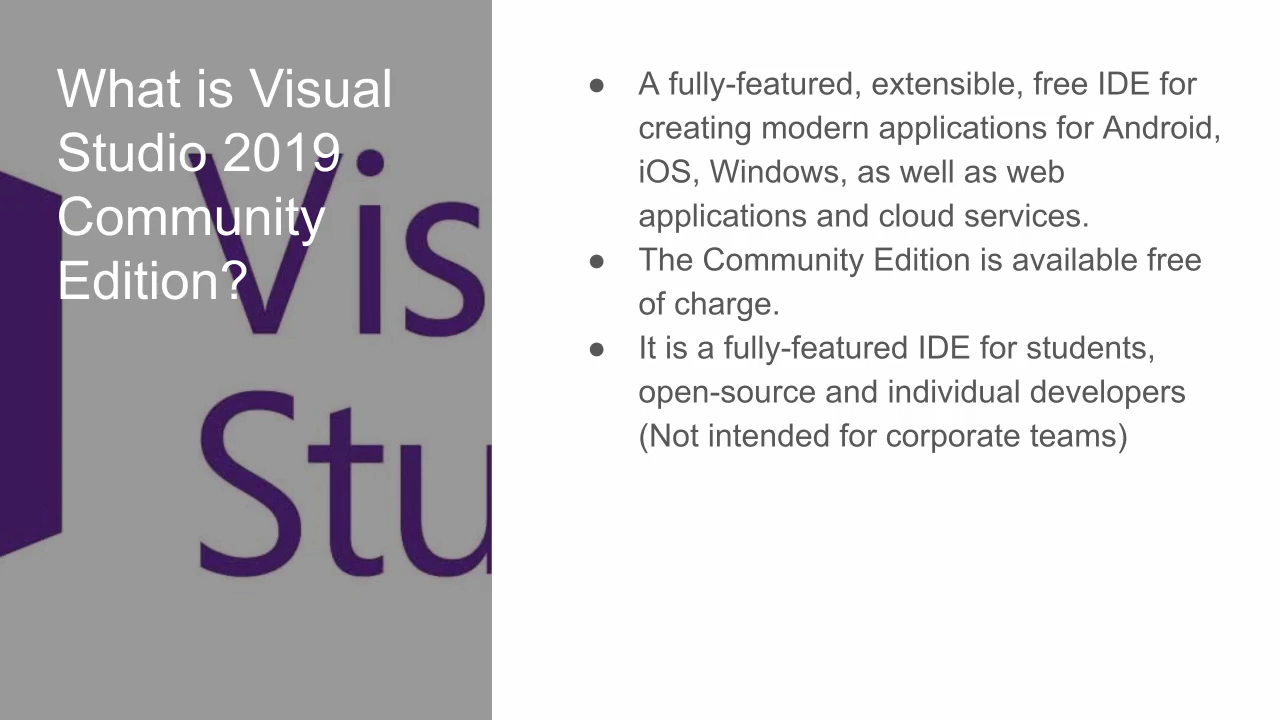 What is Visual
Studio 2019
Community
Edition?
Vis
Stu
● A fully-featured, extensible, free IDE for
creating modern applications for Android,
iOS, Windows, as well as web
applications and cloud services.
● The Community Edition is available free
of charge.
● It is a fully-featured IDE for students,
open-source and individual developers
(Not intended for corporate teams)